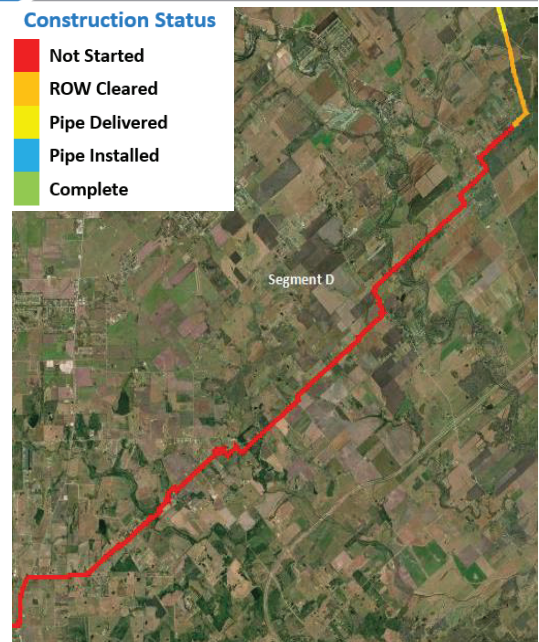 Construction Status
Not Started
ROW Cleared
Pipe Delivered
Pipe Installed
Complete
Segment D